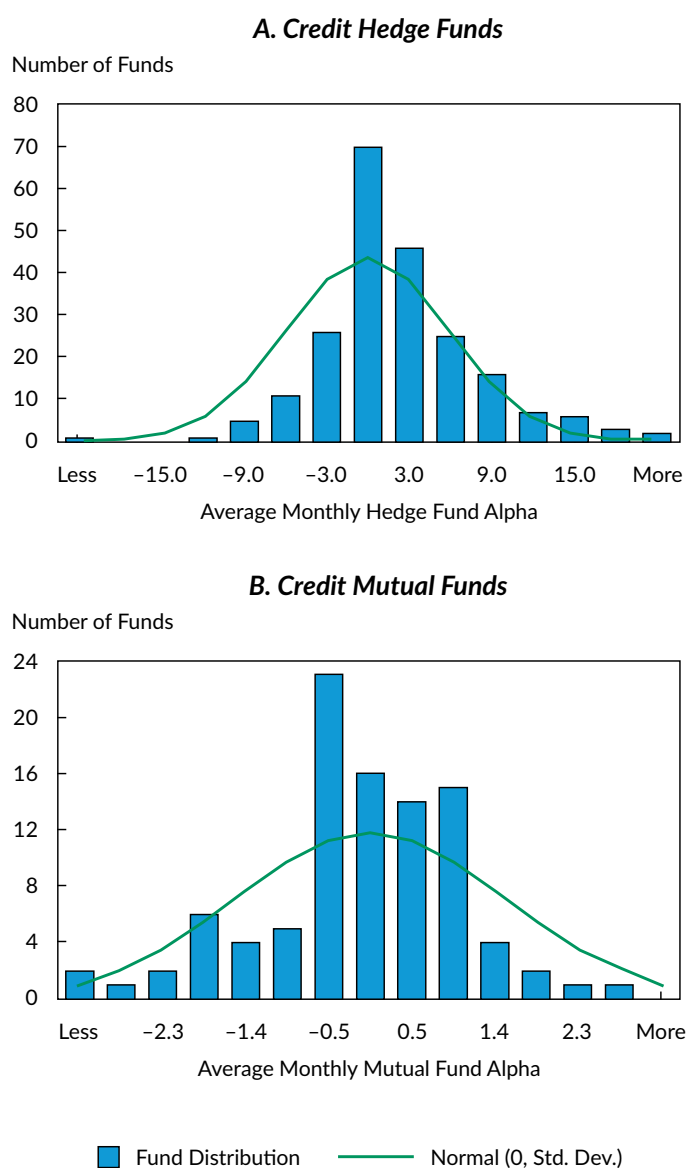 A. Credit Hedge Funds
Number of Funds
80
70
60
50
40
30
20
10
0
Less –15.0 –9.0 –3.0 3.0 9.0 15.0 More
Average Monthly Hedge Fund Alpha
B. Credit Mutual Funds
Number of Funds
24
20
16
12
8
4
0
Less –2.3 –1.4 –0.5 0.5 1.4 2.3 More
Average Monthly Mutual Fund Alpha
Fund Distribution Normal (0, Std. Dev.)